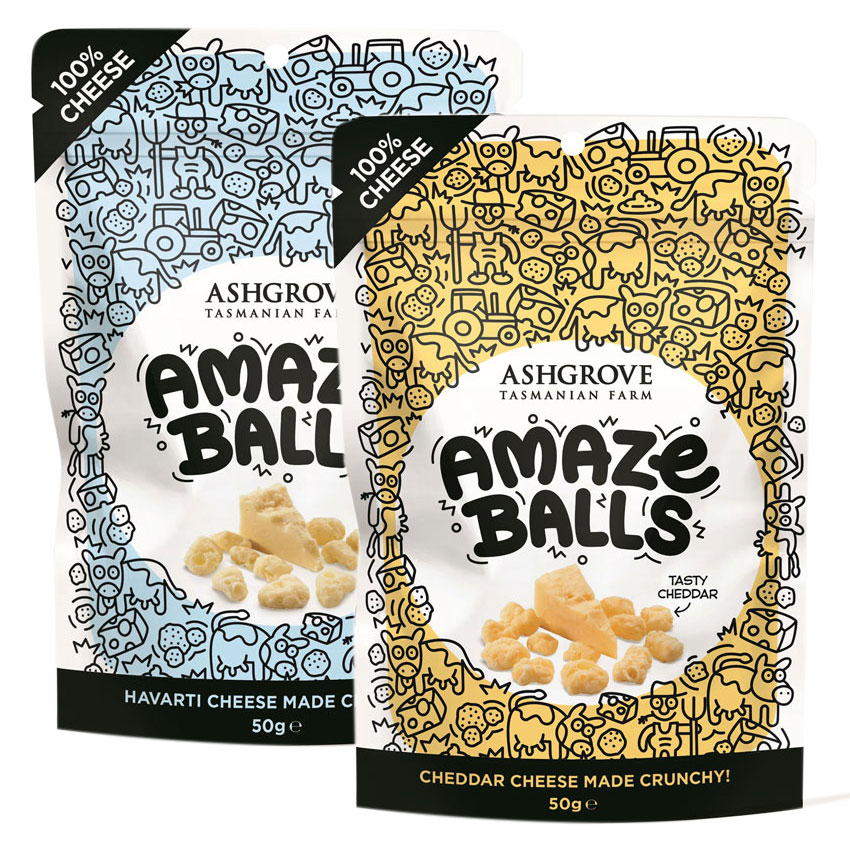 100%
CHEESE
ASHGROVE
TASMANIAN
AMAZE
BALLS
HAVARTI CHEESE MADE
50g e
100%
CHEESE
ASHGROVE
TASMANIAN FARM
AMAZE
BALLS
TASTY
CHEDDAR
CHEDDAR CHEESE MADE CRUNCHY!
50g e